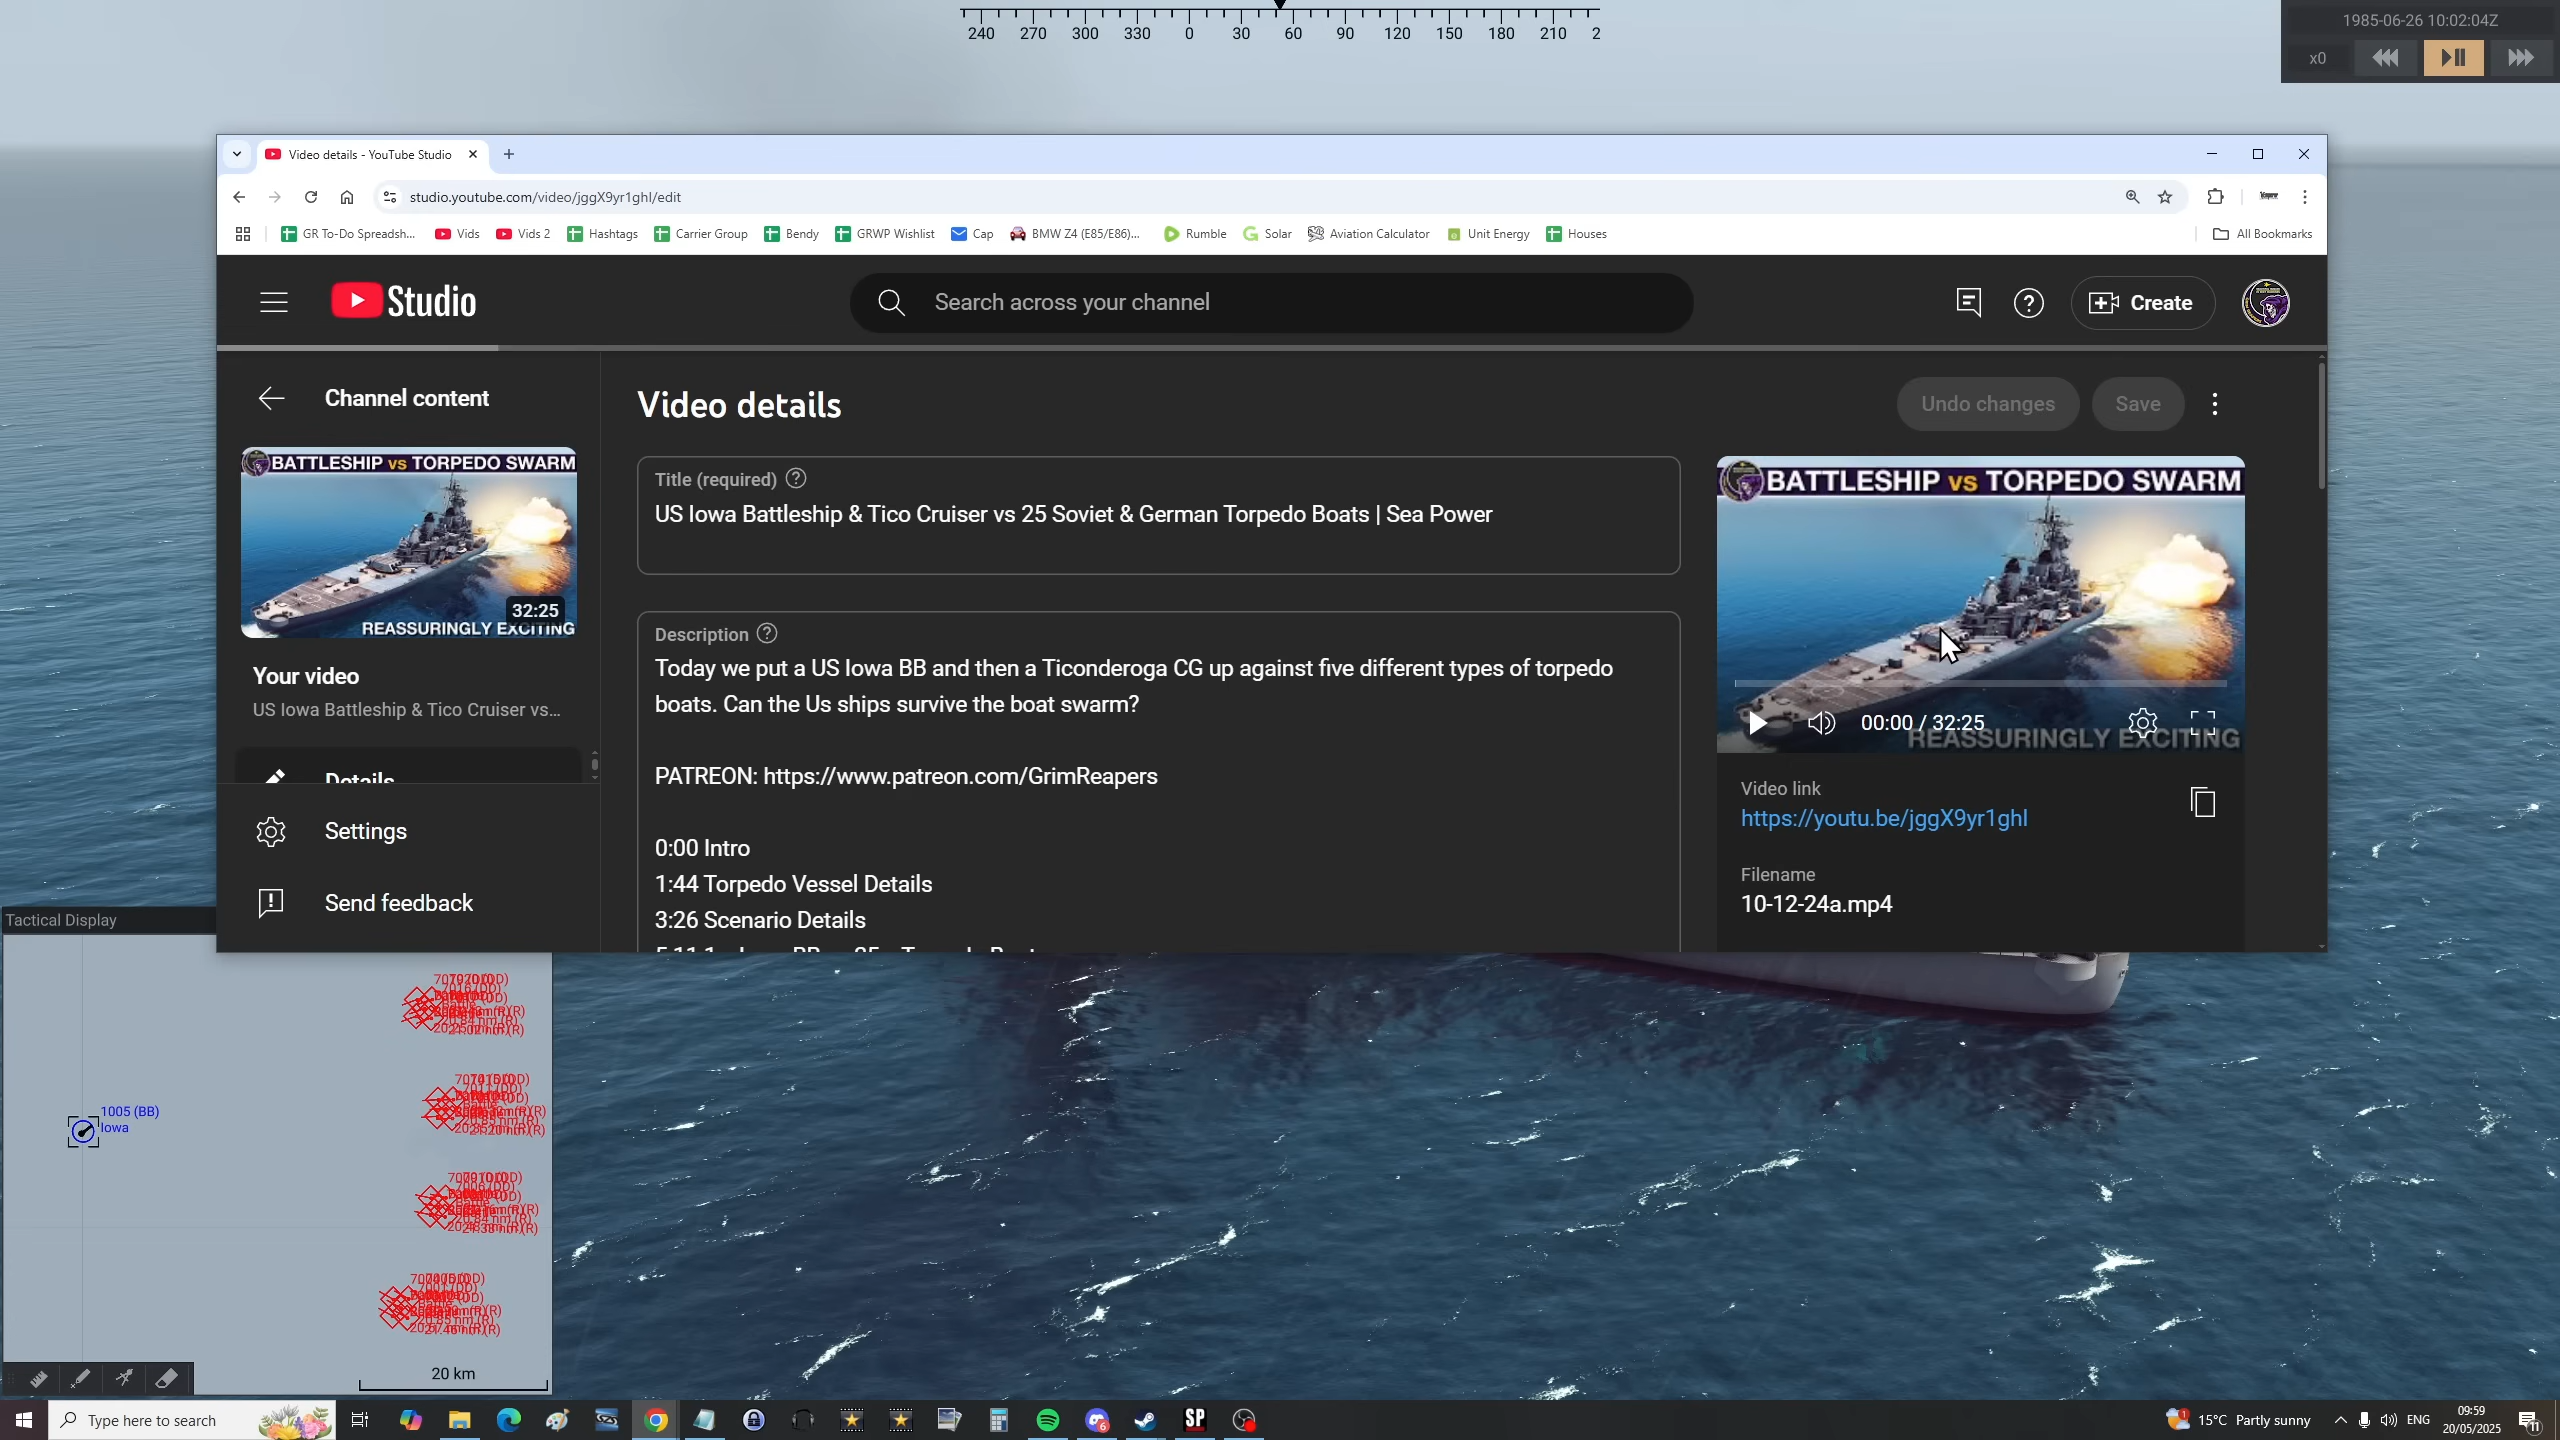 240 270 300 330 0 30 60 90 120 150 180 210 2
1985-06-26 10:02:04Z
x0
Video details - YouTube Studio
studio.youtube.com/video/jggX9yr1ghI/edit
GR To-Do Spreadsh... Vids Vids 2 Hashtags Carrier Group Bendy GRWP Wishlist Cap BMW Z4 (E85/E86)... Rumble Solar Aviation Calculator Unit Energy Houses All Bookmarks
Studio
Search across your channel
Create
Channel content
BATTLESHIP vs TORPEDO SWARM
32:25
REASSURINGLY EXCITING
Your video
US Iowa Battleship & Tico Cruiser vs...
Details
Settings
Send feedback
Video details
Undo changes
Save
Title (required)
US Iowa Battleship & Tico Cruiser vs 25 Soviet & German Torpedo Boats | Sea Power
Description
Today we put a US Iowa BB and then a Ticonderoga CG up against five different types of torpedo
boats. Can the Us ships survive the boat swarm?
PATREON: https://www.patreon.com/GrimReapers
0:00 Intro
1:44 Torpedo Vessel Details
3:26 Scenario Details
BATTLESHIP vs TORPEDO SWARM
00:00 / 32:25
REASSURINGLY EXCITING
Video link
https://youtu.be/jggX9yr1ghI
Filename
10-12-24a.mp4
Tactical Display
1005 (BB)
Iowa
20 km
Type here to search
SP
15°C Partly sunny
ENG
09:59
20/05/2025